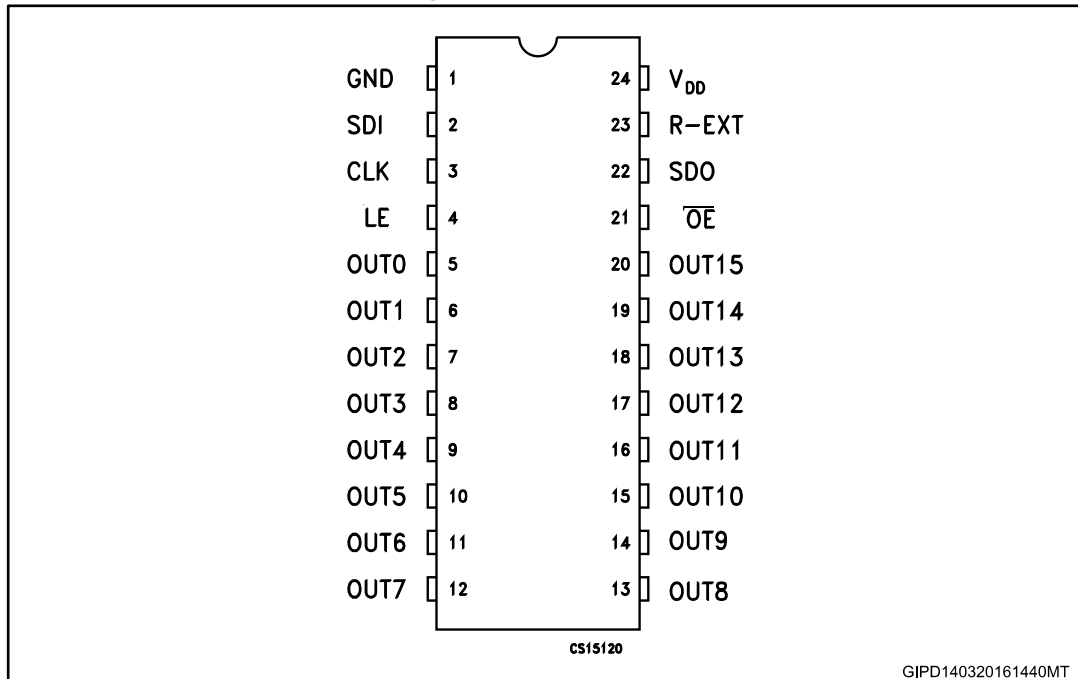 GND 1 24 VDD
SDI 2 23 R-EXT
CLK 3 22 SDO
LE 4 21 O̅E̅
OUT0 5 20 OUT15
OUT1 6 19 OUT14
OUT2 7 18 OUT13
OUT3 8 17 OUT12
OUT4 9 16 OUT11
OUT5 10 15 OUT10
OUT6 11 14 OUT9
OUT7 12 13 OUT8
CS15120
GIPD140320161440MT